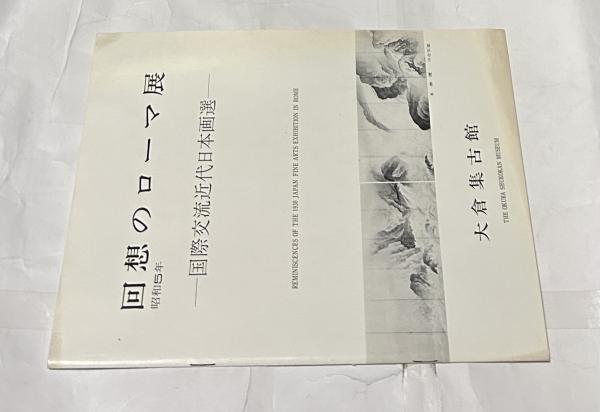 回想のローマ展
昭和5年
―国際交流近代日本画選―
REMINISCENCES OF THE 1930 JAPAN FINE ARTS EXHIBITION IN ROME
大倉集古館
THE OKURA SHUKOKAN MUSEUM